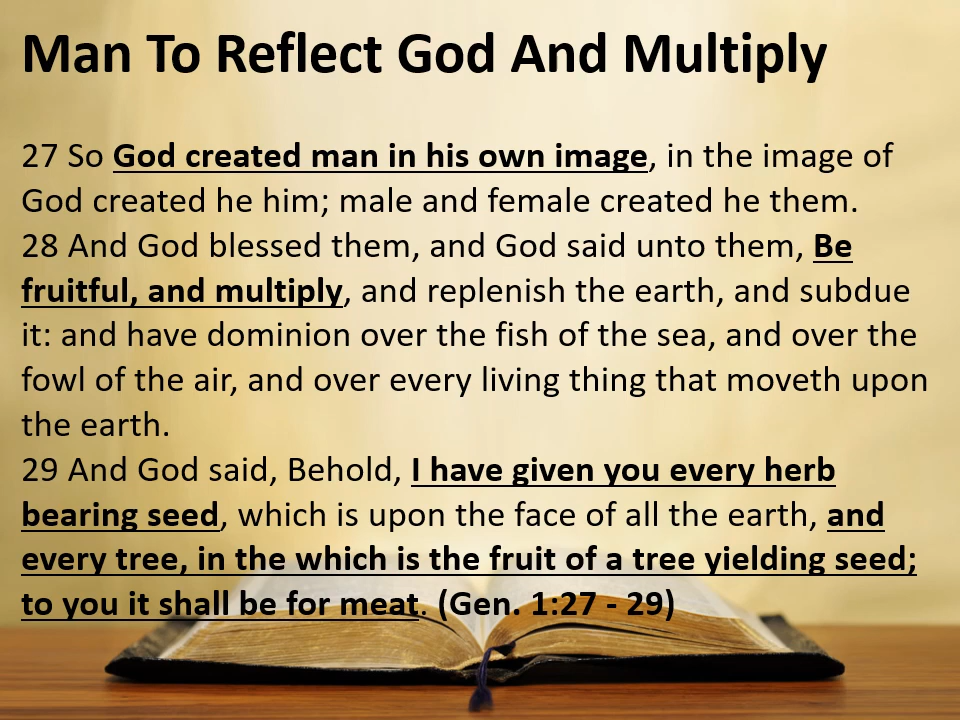 Man To Reflect God And Multiply
27 So God created man in his own image, in the image of
God created he him; male and female created he them.
28 And God blessed them, and God said unto them, Be
fruitful, and multiply, and replenish the earth, and subdue
it: and have dominion over the fish of the sea, and over the
fowl of the air, and over every living thing that moveth upon
the earth.
29 And God said, Behold, I have given you every herb
bearing seed, which is upon the face of all the earth, and
every tree, in the which is the fruit of a tree yielding seed;
to you it shall be for meat. (Gen. 1:27 - 29)